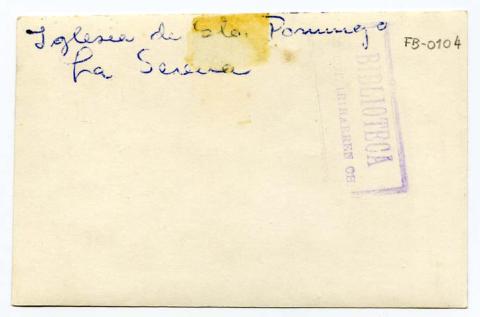 Iglesia de Sto. Domingo
La Serena
FB-0104
BIBLIOTECA